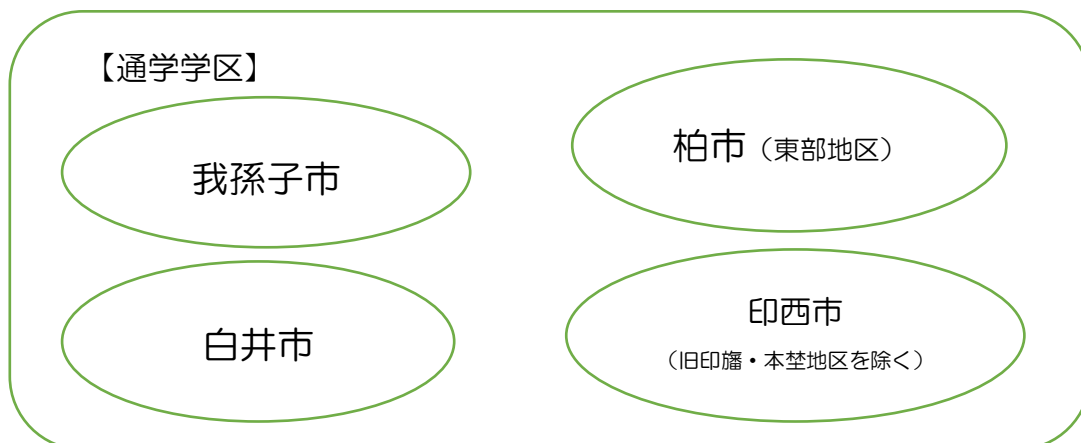 【通学学区】
我孫子市
柏市（東部地区）
白井市
印西市
（旧印旛・本埜地区を除く）